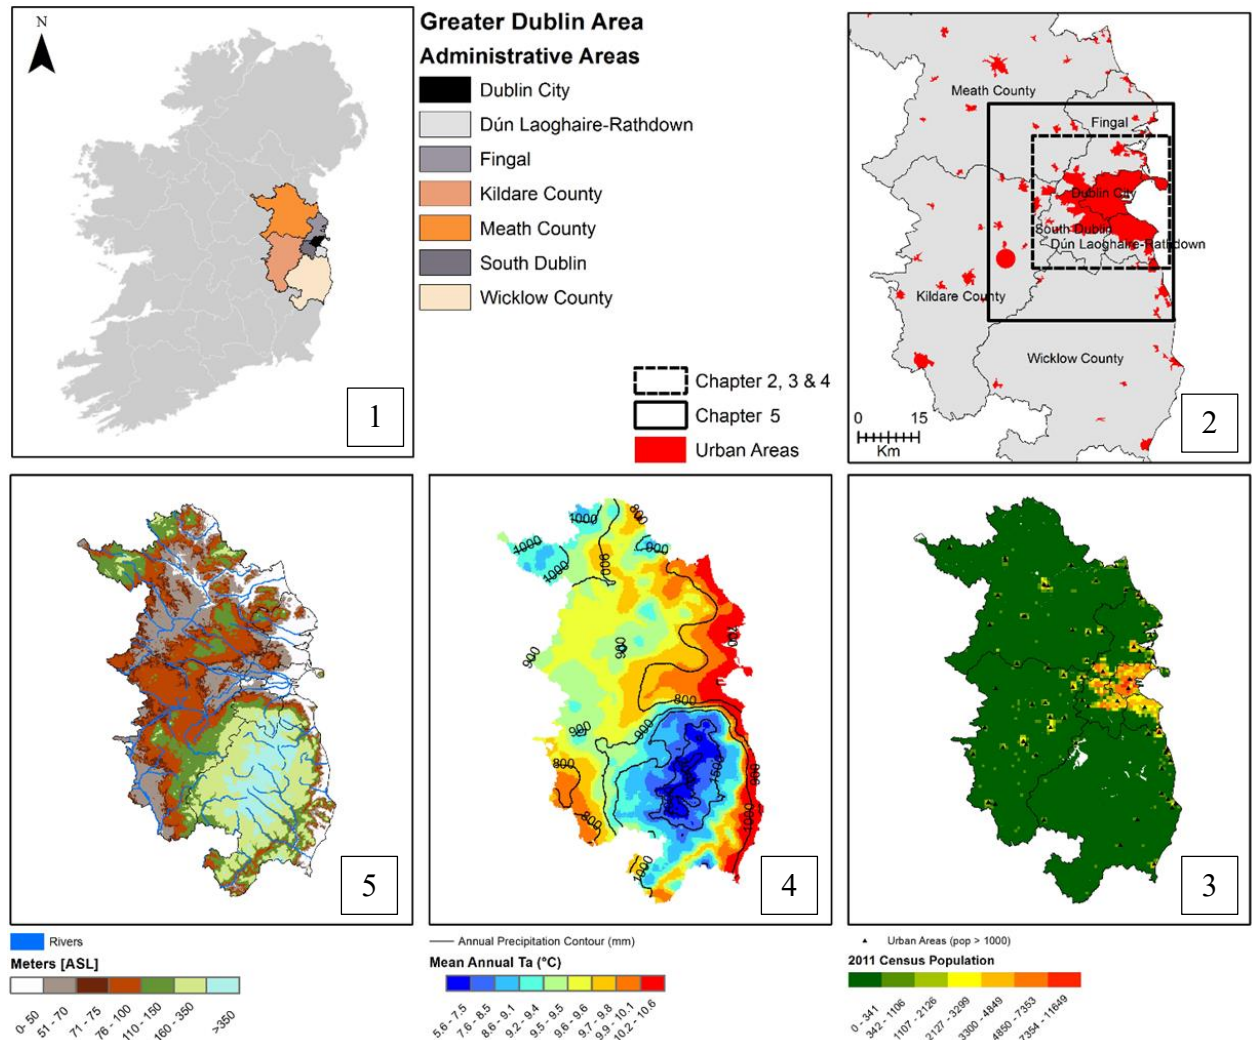 N
1
Greater Dublin Area
Administrative Areas
Dublin City
Dún Laoghaire-Rathdown
Fingal
Kildare County
Meath County
South Dublin
Wicklow County
Chapter 2, 3 & 4
Chapter 5
Urban Areas
Meath County
Fingal
Dublin City
South Dublin
Dún Laoghaire-Rathdown
Kildare County
Wicklow County
0 15
Km
2
5
Rivers
Meters [ASL]
0-50
51 - 70
71 - 75
76 - 100
110 - 150
160 - 350
>350
1000
800
1000
1000
900
900
700
900
900
800
900
900
800
800
900
1000
1000
4
Annual Precipitation Contour (mm)
Mean Annual Ta (°C)
5.6 - 7.5
7.6 - 8.5
8.6 - 9.1
9.2 - 9.4
9.5 - 9.5
9.6 - 9.6
9.7 - 9.8
9.9 - 10.1
10.2 - 10.6
3
Urban Areas (pop > 1000)
2011 Census Population
0 - 341
342 - 1106
1107 - 2126
2127 - 3299
3300 - 4849
4850 - 7353
7354 - 11649